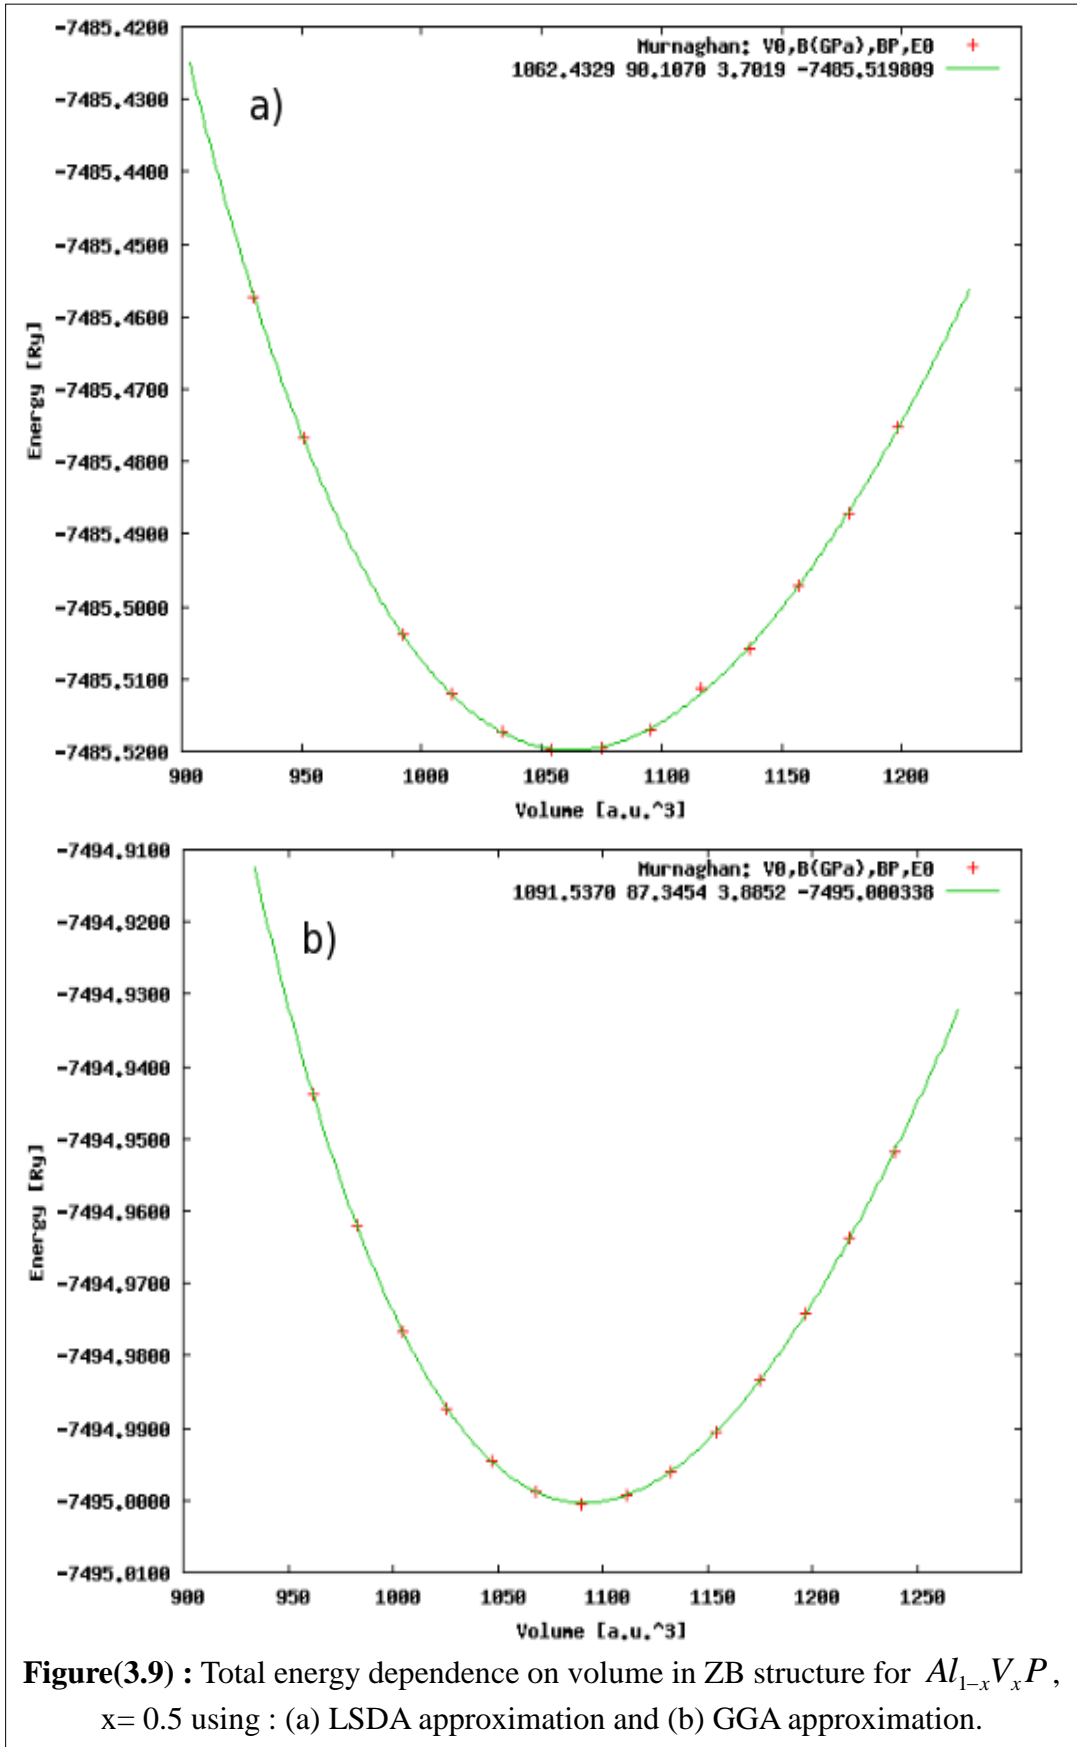 -7485.4200
Murnaghan: V0,B(GPa),BP,E0
1062.4329 90.1070 3.7019 -7485.519809
-7485.4300
a)
-7485.4400
-7485.4500
-7485.4600
Energy [Ry]
-7485.4700
-7485.4800
-7485.4900
-7485.5000
-7485.5100
-7485.5200
900 950 1000 1050 1100 1150 1200
Volume [a.u.^3]
-7494.9100
Murnaghan: V0,B(GPa),BP,E0
1091.5370 87.3454 3.8852 -7495.000338
-7494.9200
b)
-7494.9300
-7494.9400
-7494.9500
Energy [Ry]
-7494.9600
-7494.9700
-7494.9800
-7494.9900
-7495.0000
-7495.0100
900 950 1000 1050 1100 1150 1200 1250
Volume [a.u.^3]
Figure(3.9) : Total energy dependence on volume in ZB structure for Al₁₋ₓVₓP ,
x= 0.5 using : (a) LSDA approximation and (b) GGA approximation.